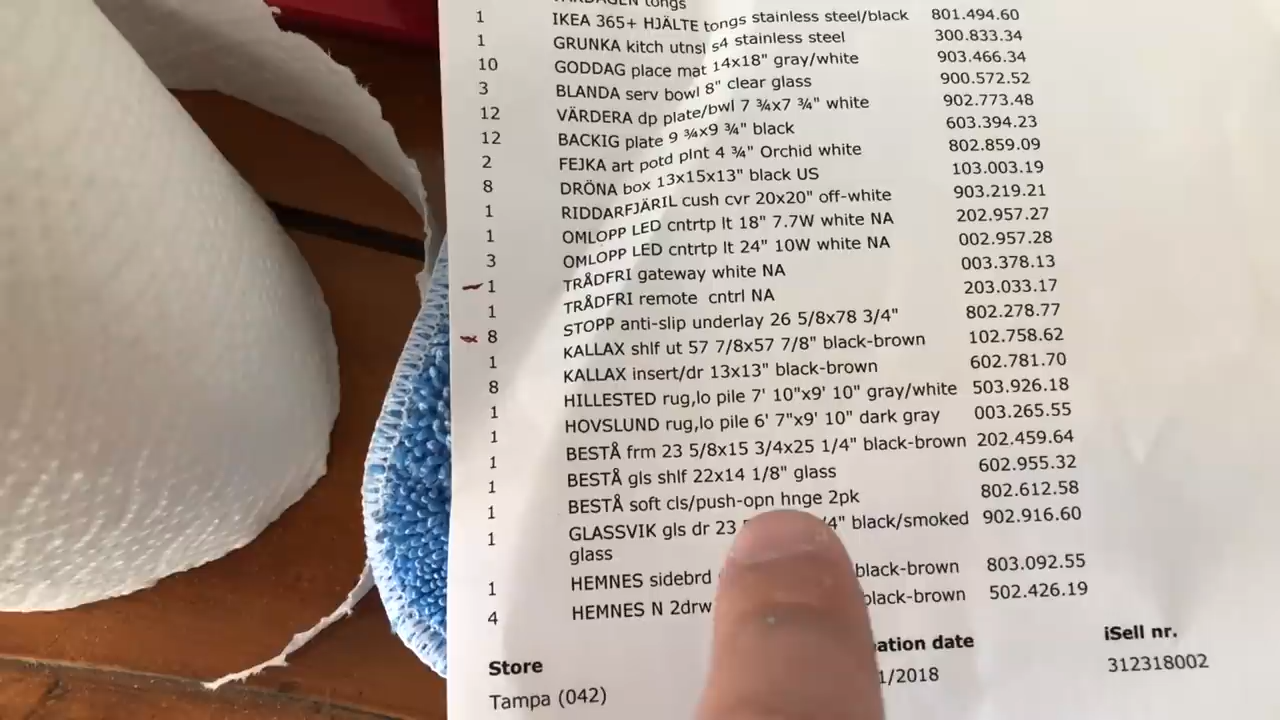 tongs
1 IKEA 365+ HJÄLTE tongs stainless steel/black 801.494.60
1 GRUNKA kitch utnsl s4 stainless steel 300.833.34
10 GODDAG place mat 14x18" gray/white 903.466.34
3 BLANDA serv bowl 8" clear glass 900.572.52
12 VÄRDERA dp plate/bwl 7 ¾x7 ¾" white 902.773.48
12 BACKIG plate 9 ¾x9 ¾" black 603.394.23
2 FEJKA art potd plnt 4 ¾" Orchid white 802.859.09
8 DRÖNA box 13x15x13" black US 103.003.19
1 RIDDARFJÄRIL cush cvr 20x20" off-white 903.219.21
1 OMLOPP LED cntrtp lt 18" 7.7W white NA 202.957.27
3 OMLOPP LED cntrtp lt 24" 10W white NA 002.957.28
1 TRÅDFRI gateway white NA 003.378.13
1 TRÅDFRI remote cntrl NA 203.033.17
8 STOPP anti-slip underlay 26 5/8x78 3/4" 802.278.77
1 KALLAX shlf ut 57 7/8x57 7/8" black-brown 102.758.62
8 KALLAX insert/dr 13x13" black-brown 602.781.70
1 HILLESTED rug,lo pile 7' 10"x9' 10" gray/white 503.926.18
1 HOVSLUND rug,lo pile 6' 7"x9' 10" dark gray 003.265.55
1 BESTÅ frm 23 5/8x15 3/4x25 1/4" black-brown 202.459.64
1 BESTÅ gls shlf 22x14 1/8" glass 602.955.32
1 BESTÅ soft cls/push-opn hnge 2pk 802.612.58
1 GLASSVIK gls dr 23 /4" black/smoked 902.916.60
glass
1 HEMNES sidebrd black-brown 803.092.55
4 HEMNES N 2drw black-brown 502.426.19
Store ation date iSell nr.
Tampa (042) 1/2018 312318002